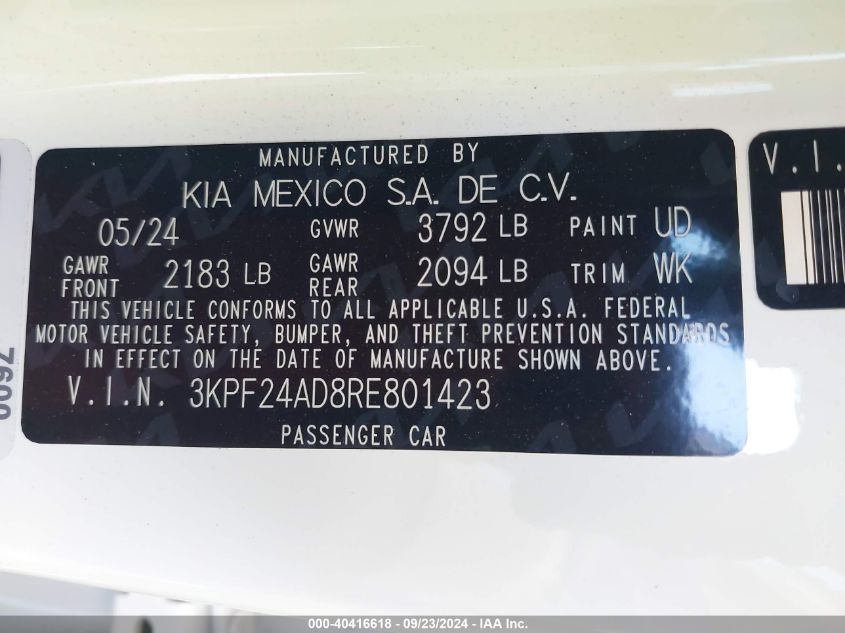 MANUFACTURED BY
KIA MEXICO S.A. DE C.V.
05/24 GVWR 3792 LB PAINT UD
GAWR FRONT 2183 LB GAWR REAR 2094 LB TRIM WK
THIS VEHICLE CONFORMS TO ALL APPLICABLE U.S.A. FEDERAL
MOTOR VEHICLE SAFETY, BUMPER, AND THEFT PREVENTION STANDARDS
IN EFFECT ON THE DATE OF MANUFACTURE SHOWN ABOVE.
V.I.N. 3KPF24AD8RE801423
PASSENGER CAR
V.I.
000-40416618 - 09/23/2024 - IAA Inc.